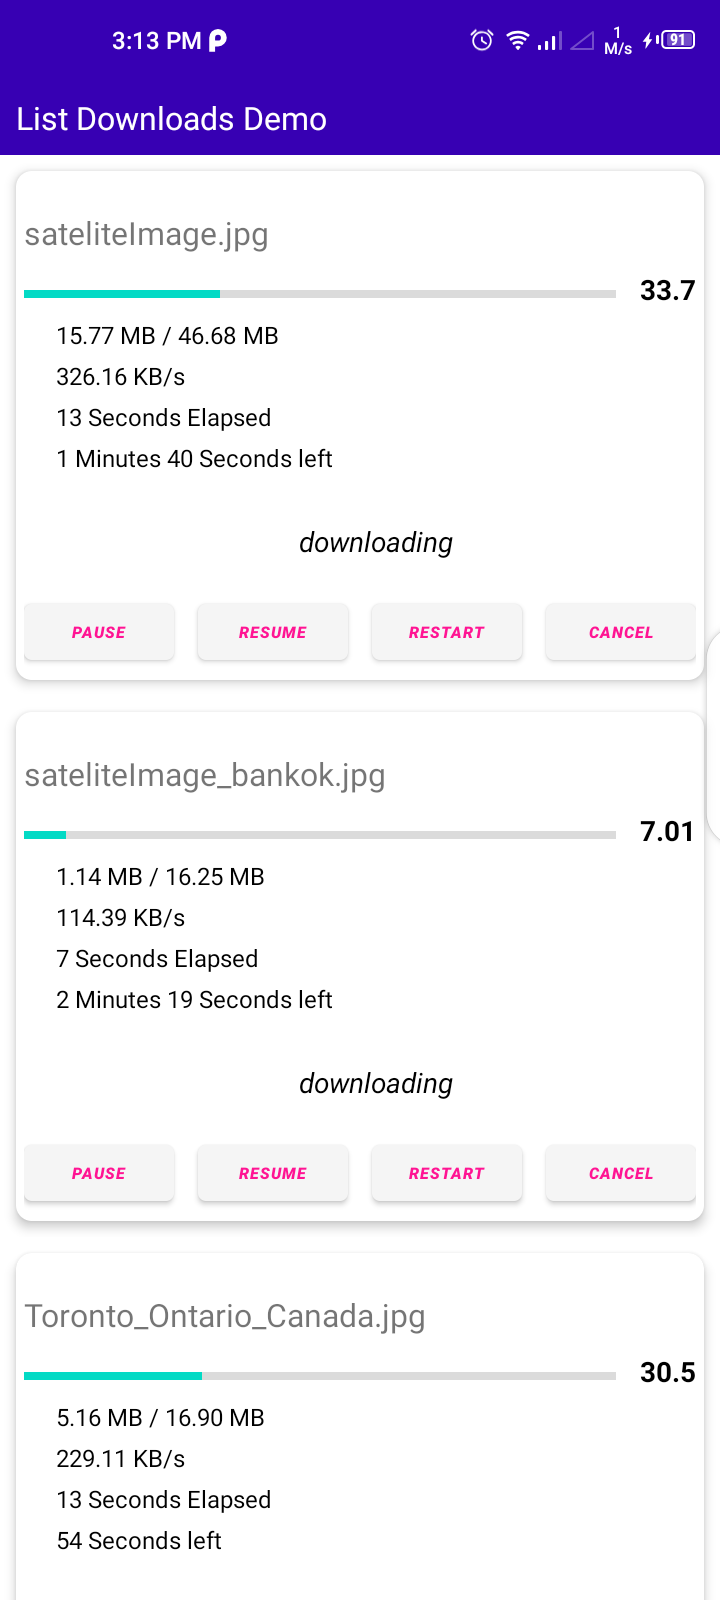 3:13 PM
1
M/s
91
List Downloads Demo
sateliteImage.jpg
33.7
15.77 MB / 46.68 MB
326.16 KB/s
13 Seconds Elapsed
1 Minutes 40 Seconds left
downloading
PAUSE RESUME RESTART CANCEL
sateliteImage_bankok.jpg
7.01
1.14 MB / 16.25 MB
114.39 KB/s
7 Seconds Elapsed
2 Minutes 19 Seconds left
downloading
PAUSE RESUME RESTART CANCEL
Toronto_Ontario_Canada.jpg
30.5
5.16 MB / 16.90 MB
229.11 KB/s
13 Seconds Elapsed
54 Seconds left